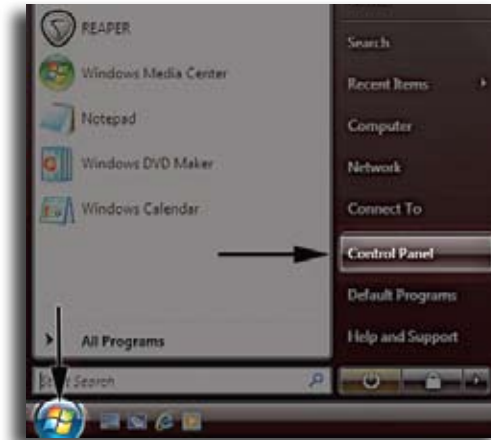 REAPER
Windows Media Center
Notepad
Windows DVD Maker
Windows Calendar
All Programs
Search
Search
Recent Items
Computer
Network
Connect To
Control Panel
Default Programs
Help and Support